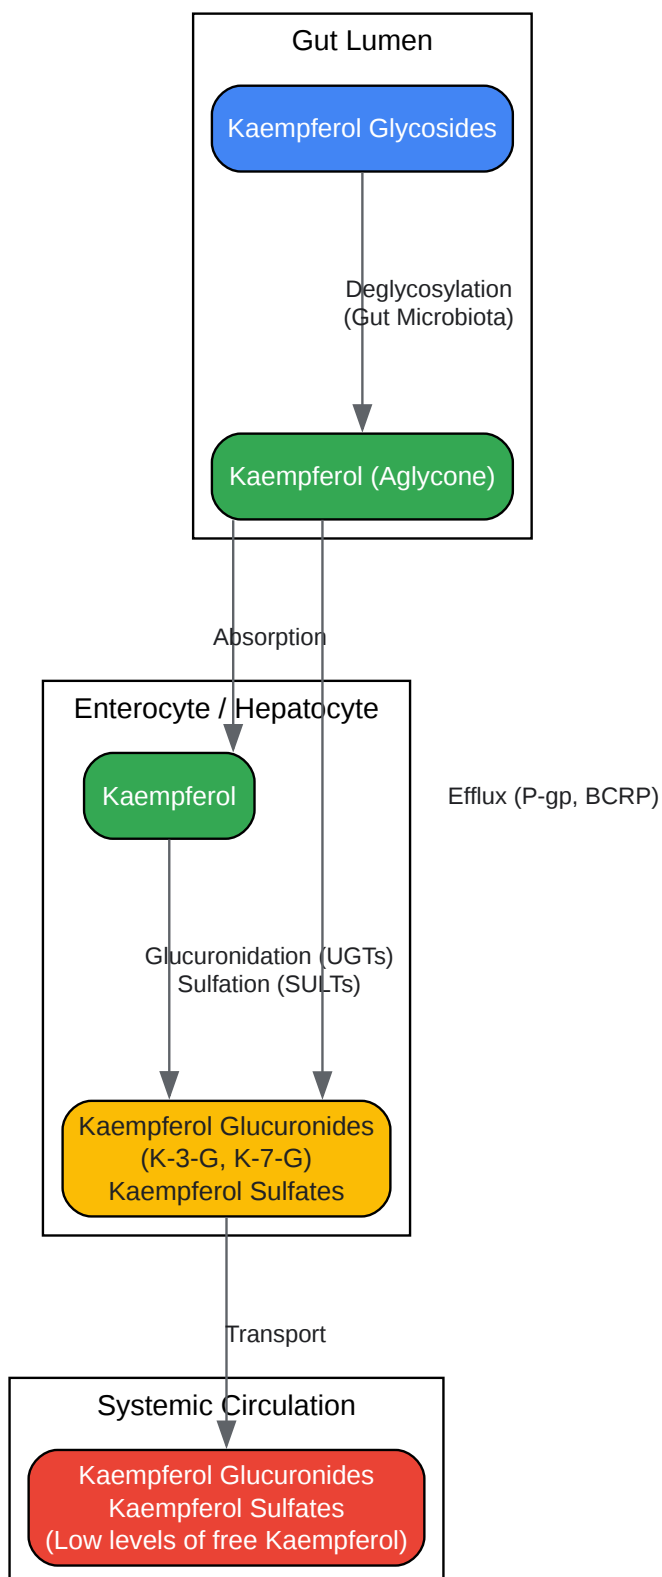 Gut Lumen
Kaempferol Glycosides
Deglycosylation
(Gut Microbiota)
Kaempferol (Aglycone)
Absorption
Enterocyte / Hepatocyte
Kaempferol
Efflux (P-gp, BCRP)
Glucuronidation (UGTs)
Sulfation (SULTs)
Kaempferol Glucuronides
(K-3-G, K-7-G)
Kaempferol Sulfates
Transport
Systemic Circulation
Kaempferol Glucuronides
Kaempferol Sulfates
(Low levels of free Kaempferol)